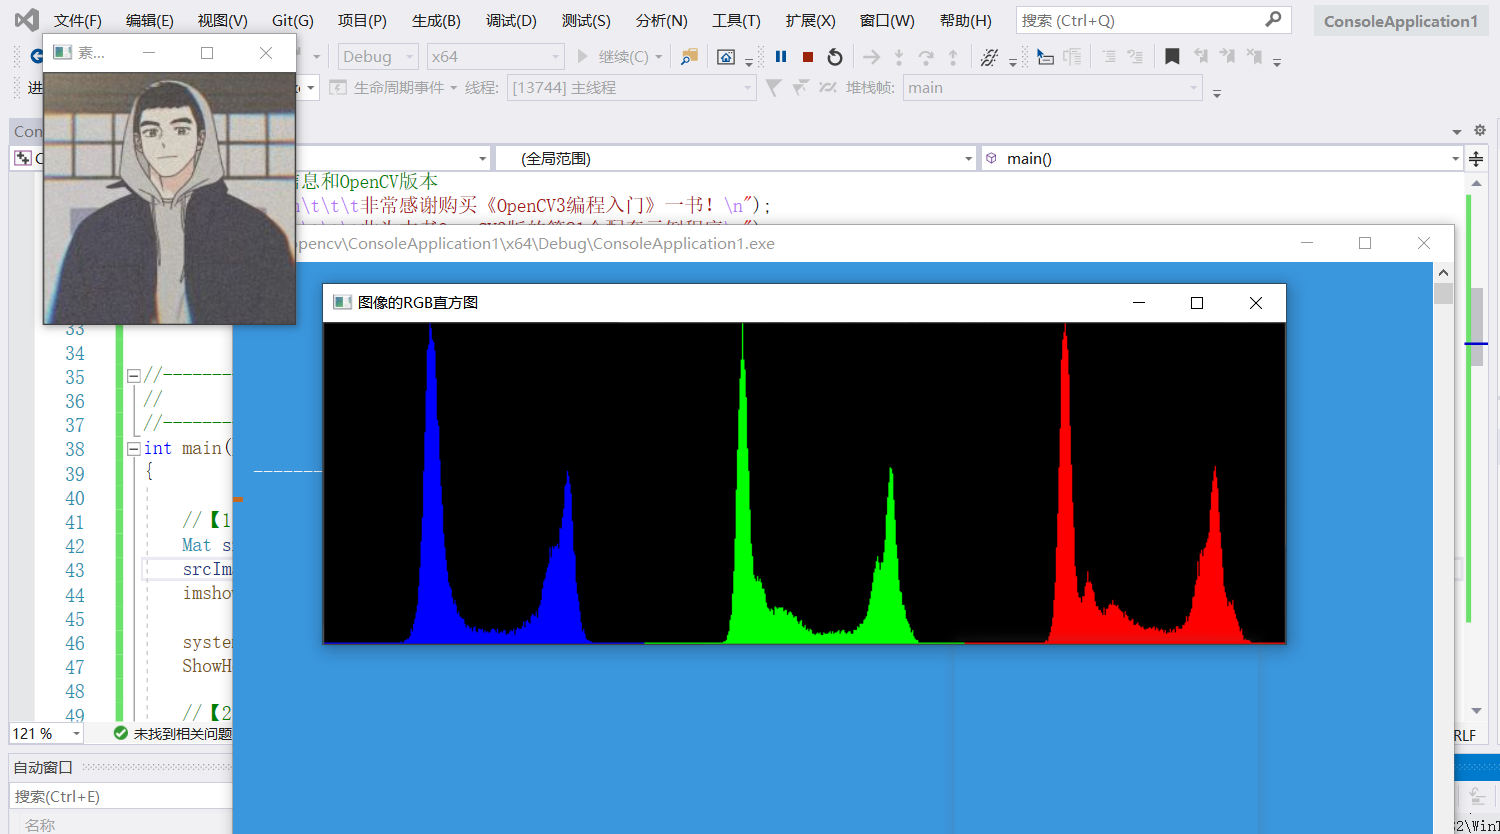 文件(F) 编辑(E) 视图(V) Git(G) 项目(P) 生成(B) 调试(D) 测试(S) 分析(N) 工具(T) 扩展(X) 窗口(W) 帮助(H) 搜索 (Ctrl+Q) ConsoleApplication1
素...
Debug x64 继续(C)
进 生命周期事件 线程: [13744] 主线程 堆栈帧: main
Con
(全局范围) main()
信息和OpenCV版本
\t\t\t非常感谢购买《OpenCV3编程入门》一书！\n");
opencv\ConsoleApplication1\x64\Debug\ConsoleApplication1.exe
图像的RGB直方图
33
34
35 //--------
36 //
37 //--------
38 int main(
39 {
40
41 //【1
42 Mat s
43 srcIm
44 imshow
45
46 system
47 ShowH
48
49 //【2
121 % 未找到相关问题 RLF
自动窗口
搜索(Ctrl+E)
名称
32\WinT